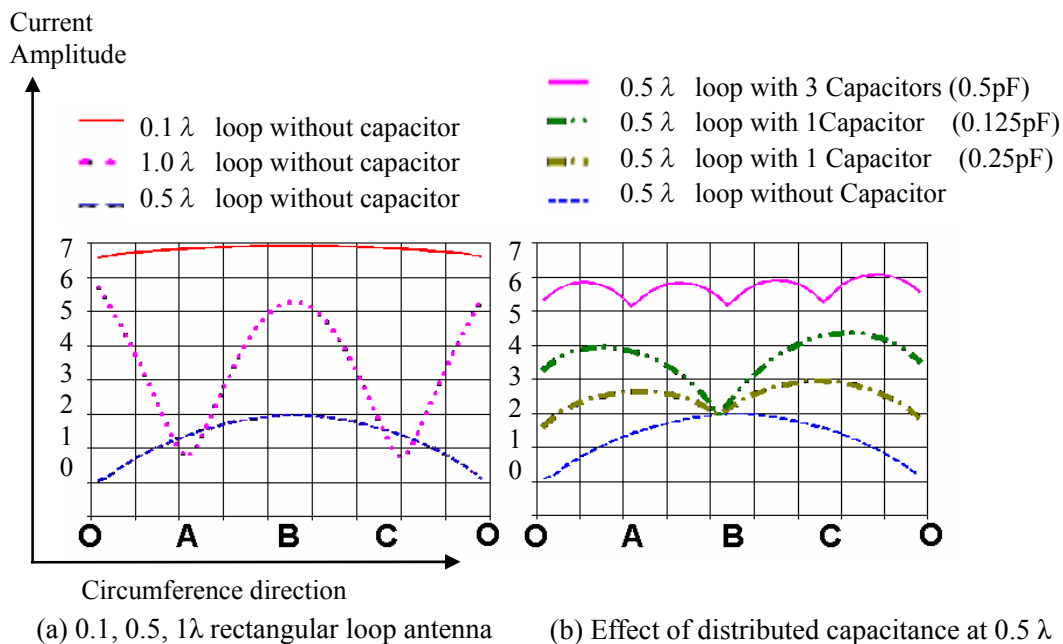 Current
Amplitude
0.1 λ loop without capacitor
1.0 λ loop without capacitor
0.5 λ loop without capacitor
7
6
5
4
3
2
1
0
O A B C O
Circumference direction
(a) 0.1, 0.5, 1λ rectangular loop antenna
0.5 λ loop with 3 Capacitors (0.5pF)
0.5 λ loop with 1Capacitor (0.125pF)
0.5 λ loop with 1 Capacitor (0.25pF)
0.5 λ loop without Capacitor
7
6
5
4
3
2
1
0
O A B C O
(b) Effect of distributed capacitance at 0.5 λ